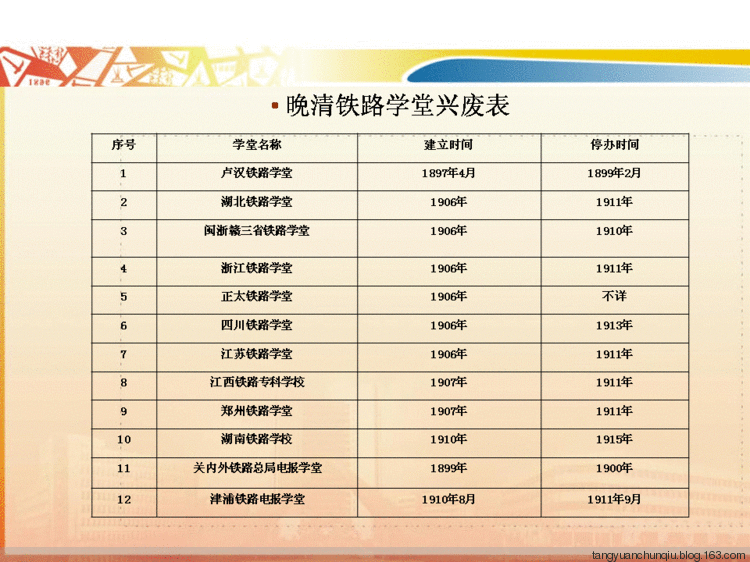 • 晚清铁路学堂兴废表
序号 学堂名称 建立时间 停办时间
1 卢汉铁路学堂 1897年4月 1899年2月
2 湖北铁路学堂 1906年 1911年
3 闽浙赣三省铁路学堂 1906年 1910年
4 浙江铁路学堂 1906年 1911年
5 正太铁路学堂 1906年 不详
6 四川铁路学堂 1906年 1913年
7 江苏铁路学堂 1906年 1911年
8 江西铁路专科学校 1907年 1911年
9 郑州铁路学堂 1907年 1911年
10 湖南铁路学校 1910年 1915年
11 关内外铁路总局电报学堂 1899年 1900年
12 津浦铁路电报学堂 1910年8月 1911年9月
tangyuanchunqiu.blog.163.com